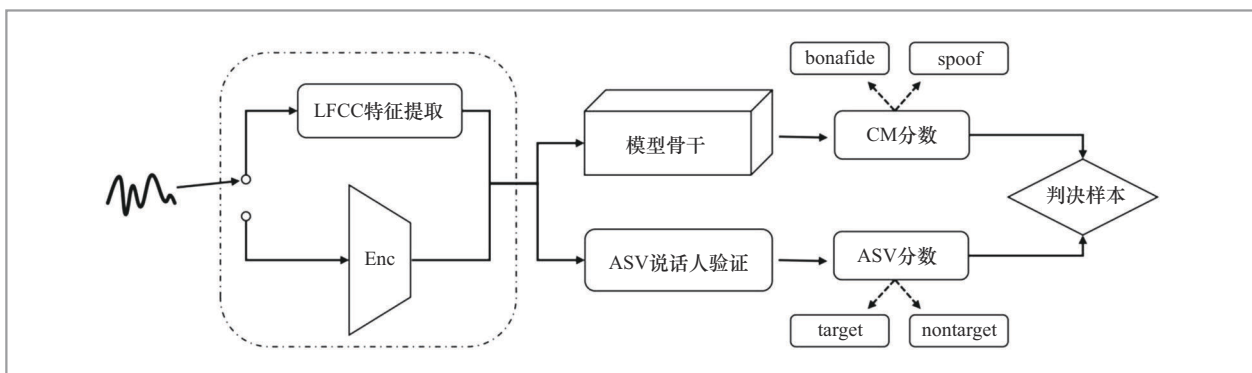 bonafide
spoof
LFCC特征提取
模型骨干
CM分数
判决样本
Enc
ASV说话人验证
ASV分数
target
nontarget